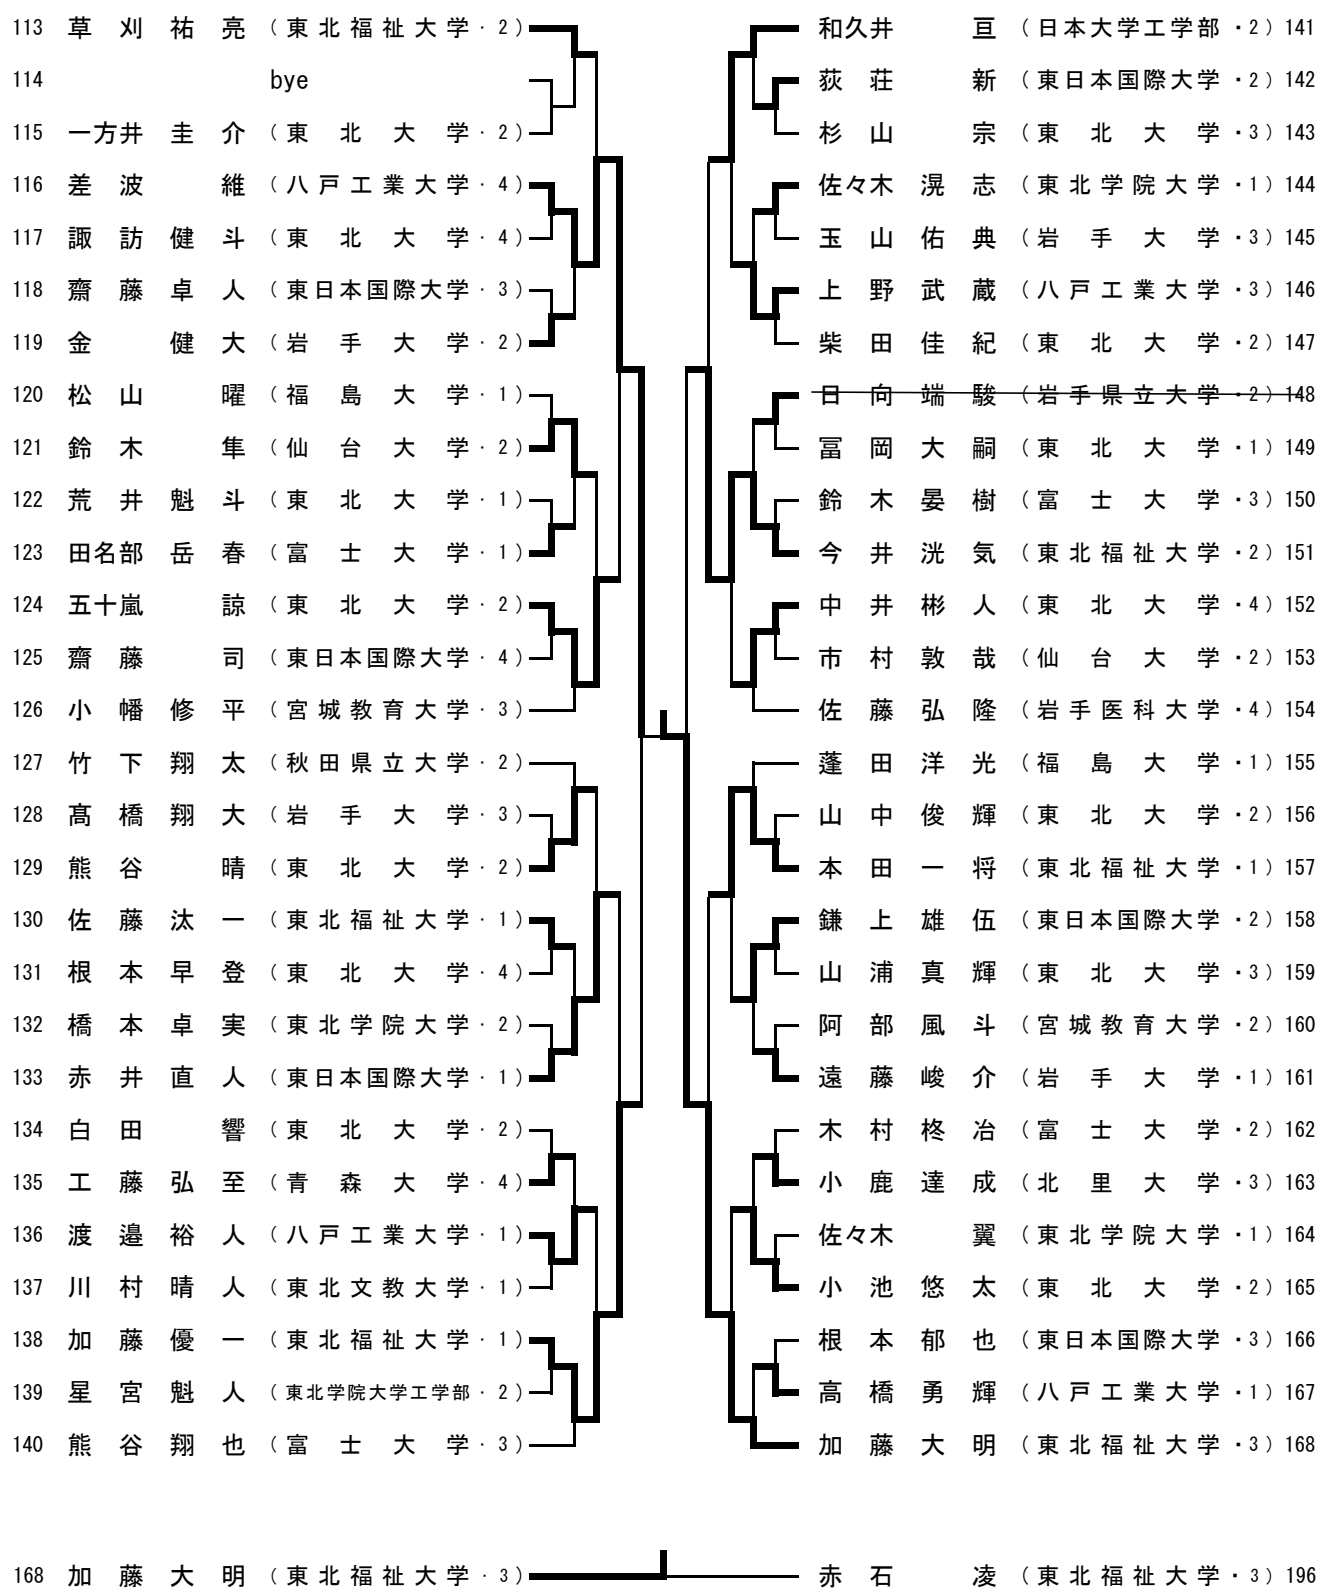 113 草刈祐亮 (東北福祉大学・2) 和久井 亘 (日本大学工学部・2) 141
114 bye 荻荘 新 (東日本国際大学・2) 142
115 一方井圭介 (東北大学・2) 杉山 宗 (東北大学・3) 143
116 差波 維 (八戸工業大学・4) 佐々木滉志 (東北学院大学・1) 144
117 諏訪健斗 (東北大学・4) 玉山佑典 (岩手大学・3) 145
118 齋藤卓人 (東日本国際大学・3) 上野武蔵 (八戸工業大学・3) 146
119 金 健大 (岩手大学・2) 柴田佳紀 (東北大学・2) 147
120 松山 曜 (福島大学・1) 日向端駿 (岩手県立大学・2) 148
121 鈴木 隼 (仙台大学・2) 冨岡大嗣 (東北大学・1) 149
122 荒井魁斗 (東北大学・1) 鈴木晏樹 (富士大学・3) 150
123 田名部岳春 (富士大学・1) 今井洸気 (東北福祉大学・2) 151
124 五十嵐 諒 (東北大学・2) 中井彬人 (東北大学・4) 152
125 齋藤 司 (東日本国際大学・4) 市村敦哉 (仙台大学・2) 153
126 小幡修平 (宮城教育大学・3) 佐藤弘隆 (岩手医科大学・4) 154
127 竹下翔太 (秋田県立大学・2) 蓬田洋光 (福島大学・1) 155
128 髙橋翔大 (岩手大学・3) 山中俊輝 (東北大学・2) 156
129 熊谷 晴 (東北大学・2) 本田一将 (東北福祉大学・1) 157
130 佐藤汰一 (東北福祉大学・1) 鎌上雄伍 (東日本国際大学・2) 158
131 根本早登 (東北大学・4) 山浦真輝 (東北大学・3) 159
132 橋本卓実 (東北学院大学・2) 阿部風斗 (宮城教育大学・2) 160
133 赤井直人 (東日本国際大学・1) 遠藤峻介 (岩手大学・1) 161
134 白田 響 (東北大学・2) 木村柊冶 (富士大学・2) 162
135 工藤弘至 (青森大学・4) 小鹿達成 (北里大学・3) 163
136 渡邉裕人 (八戸工業大学・1) 佐々木 翼 (東北学院大学・1) 164
137 川村晴人 (東北文教大学・1) 小池悠太 (東北大学・2) 165
138 加藤優一 (東北福祉大学・1) 根本郁也 (東日本国際大学・3) 166
139 星宮魁人 (東北学院大学工学部・2) 高橋勇輝 (八戸工業大学・1) 167
140 熊谷翔也 (富士大学・3) 加藤大明 (東北福祉大学・3) 168
168 加藤大明 (東北福祉大学・3) 赤石 凌 (東北福祉大学・3) 196